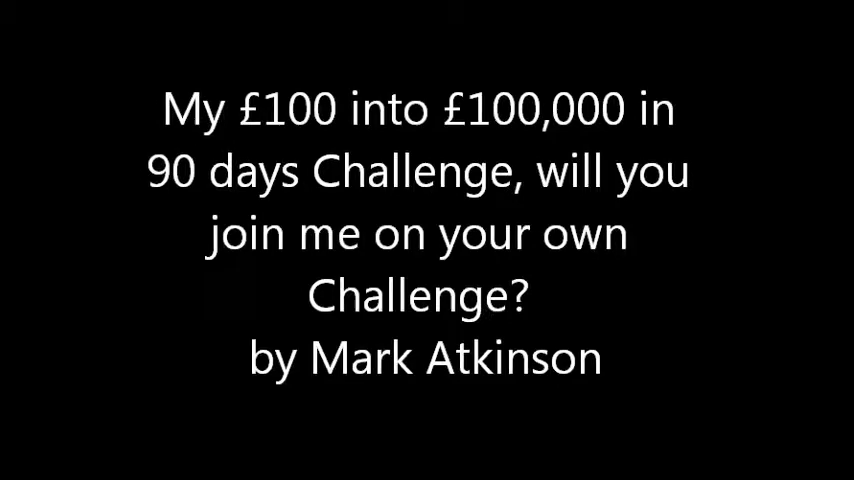 My £100 into £100,000 in
90 days Challenge, will you
join me on your own
Challenge?
by Mark Atkinson